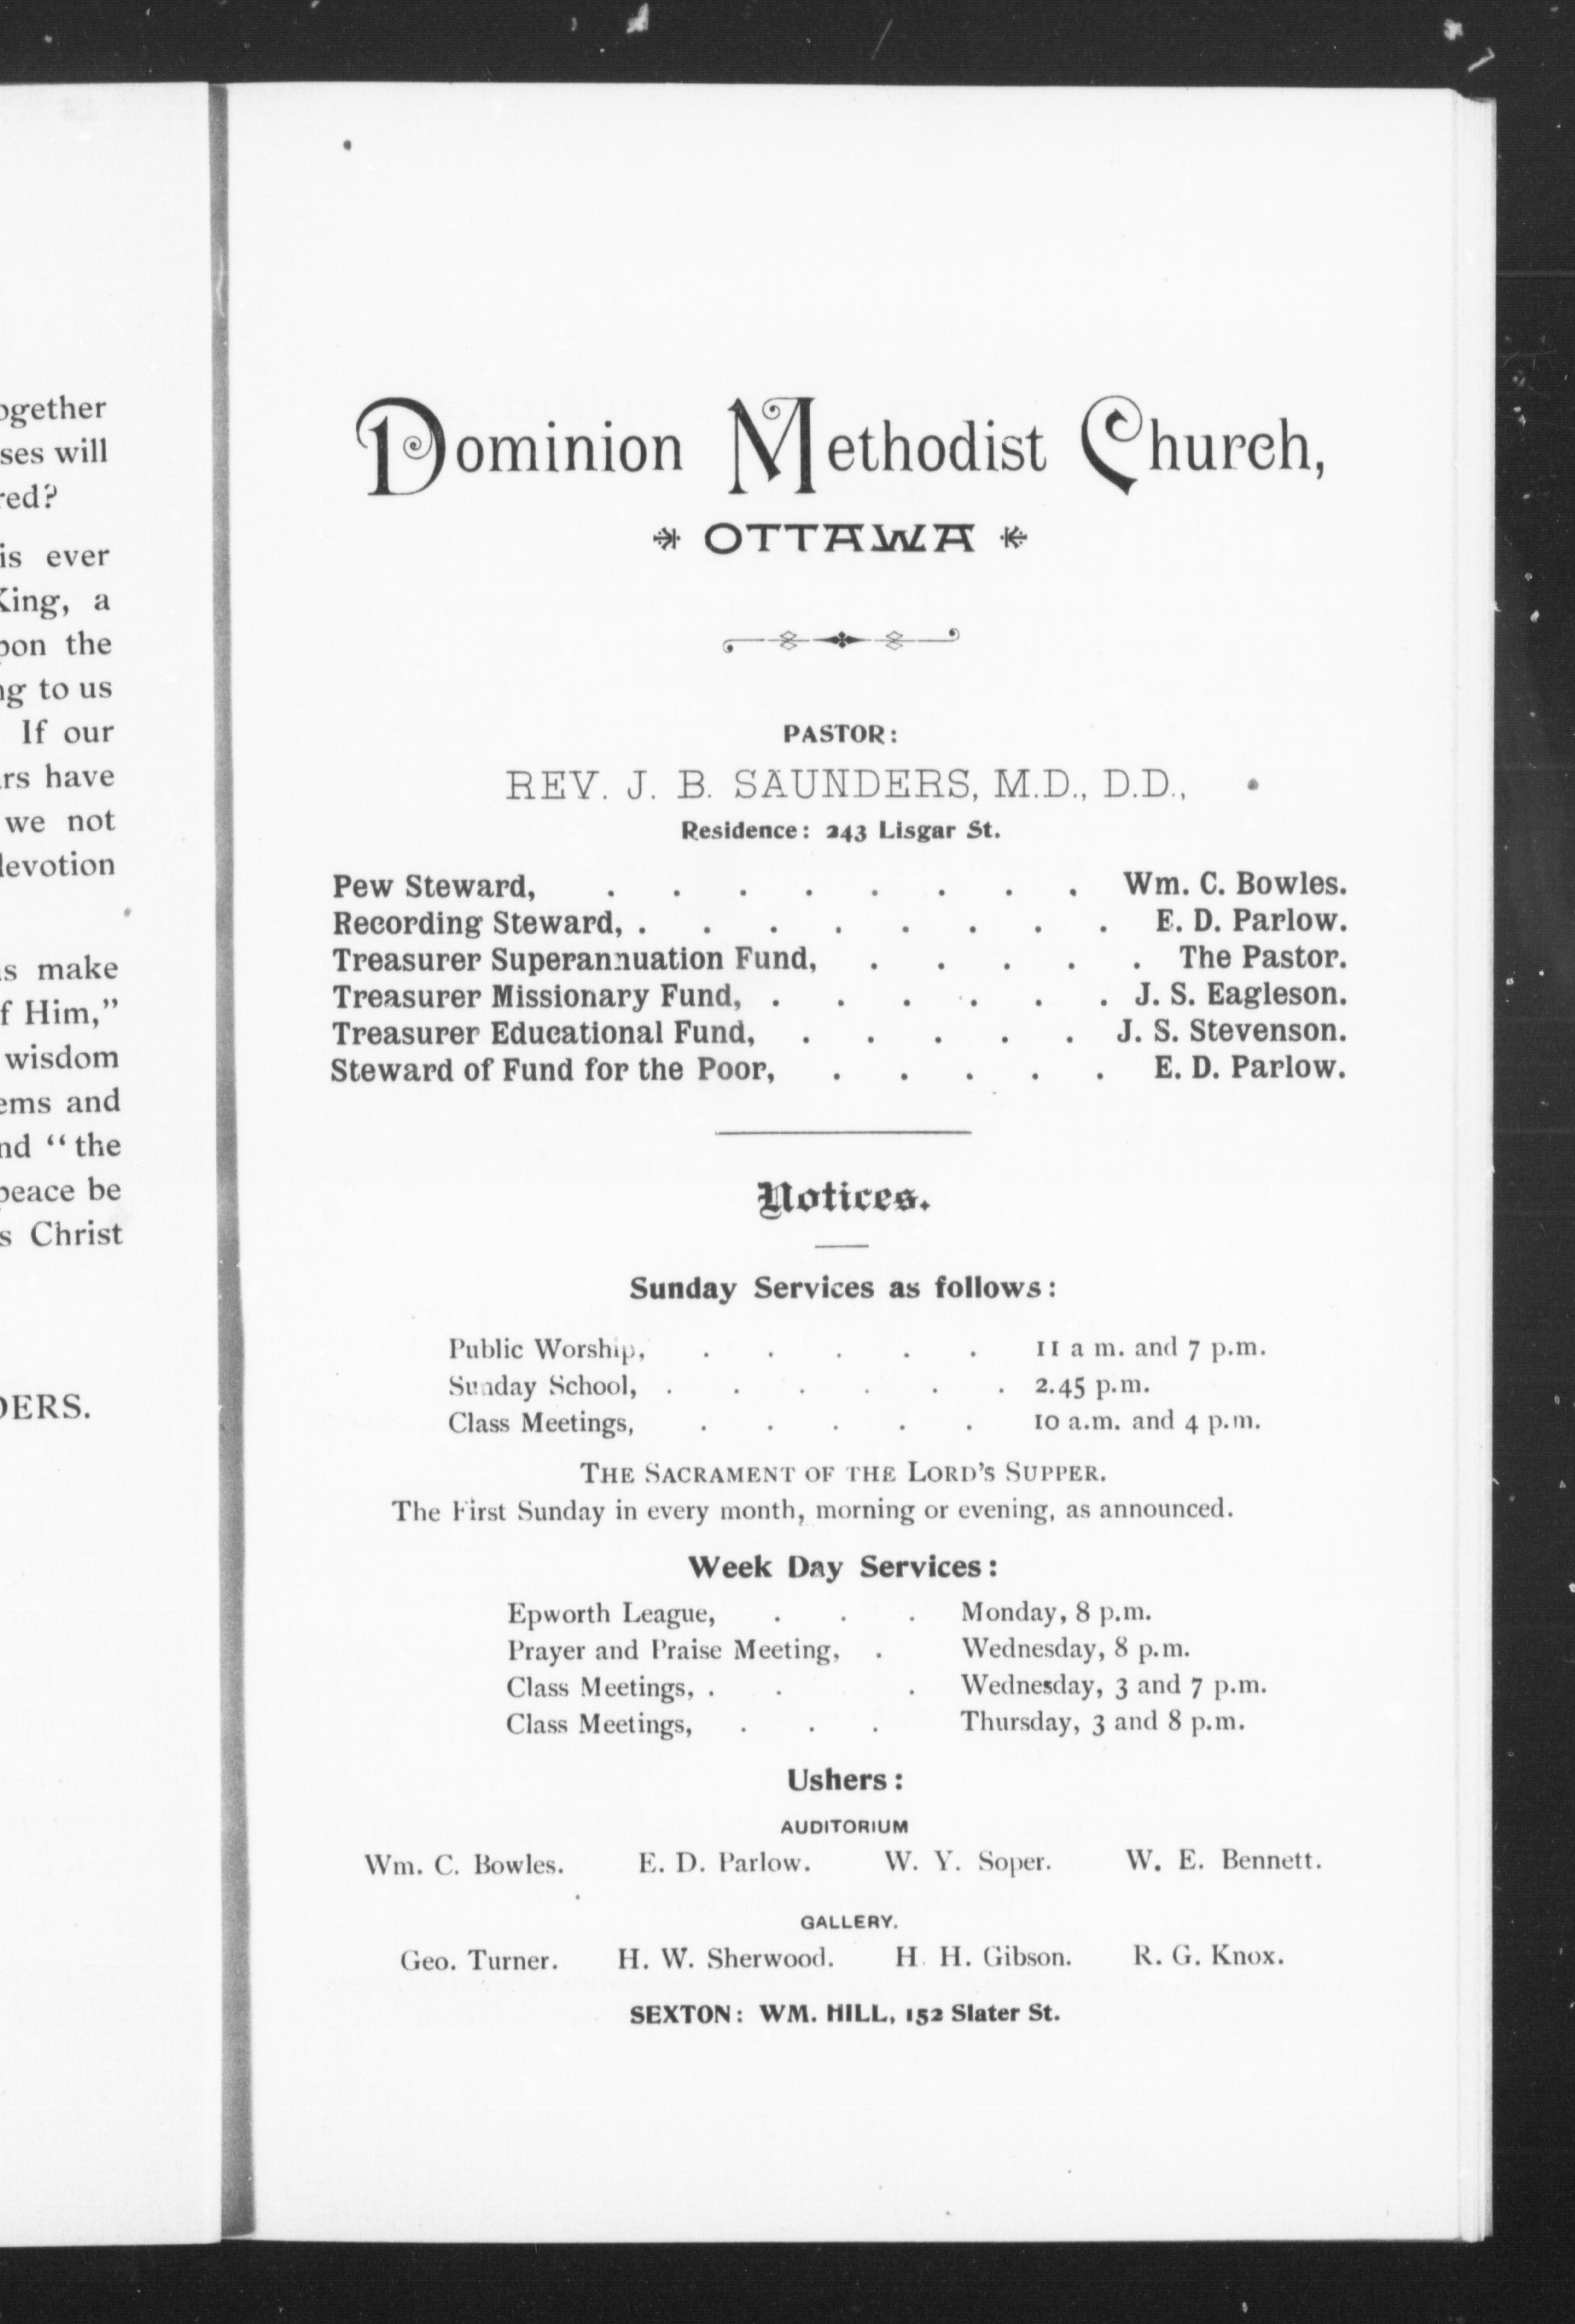 ogether
ses will
red?
is ever
King, a
pon the
ng to us
If our
rs have
we not
devotion
s make
f Him,"
wisdom
ems and
nd "the
peace be
s Christ
DERS.
Dominion Methodist Church,
OTTAWA
PASTOR:
REV. J. B. SAUNDERS, M.D., D.D.,
Residence: 243 Lisgar St.
Pew Steward, . . . . . . . . Wm. C. Bowles.
Recording Steward, . . . . . . . . E. D. Parlow.
Treasurer Superannuation Fund, . . . . . The Pastor.
Treasurer Missionary Fund, . . . . . . J. S. Eagleson.
Treasurer Educational Fund, . . . . . J. S. Stevenson.
Steward of Fund for the Poor, . . . . . E. D. Parlow.
Notices.
Sunday Services as follows:
Public Worship, . . . . . 11 a m. and 7 p.m.
Sunday School, . . . . . . 2.45 p.m.
Class Meetings, . . . . . 10 a.m. and 4 p.m.
THE SACRAMENT OF THE LORD'S SUPPER.
The First Sunday in every month, morning or evening, as announced.
Week Day Services:
Epworth League, . . . Monday, 8 p.m.
Prayer and Praise Meeting, . Wednesday, 8 p.m.
Class Meetings, . . . Wednesday, 3 and 7 p.m.
Class Meetings, . . . Thursday, 3 and 8 p.m.
Ushers:
AUDITORIUM
Wm. C. Bowles. E. D. Parlow. W. Y. Soper. W. E. Bennett.
GALLERY.
Geo. Turner. H. W. Sherwood. H. H. Gibson. R. G. Knox.
SEXTON: WM. HILL, 152 Slater St.